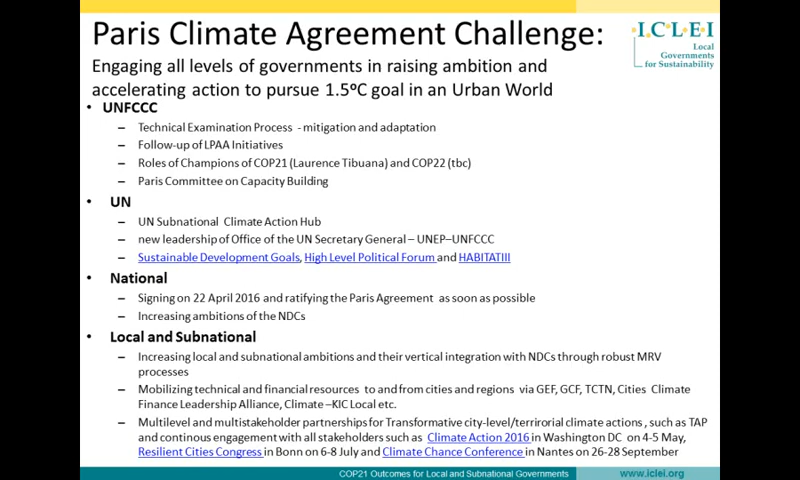 Paris Climate Agreement Challenge:
Engaging all levels of governments in raising ambition and
accelerating action to pursue 1.5ºC goal in an Urban World
I.C.L.E.I
Local
Governments
for Sustainability
• UNFCCC
– Technical Examination Process - mitigation and adaptation
– Follow-up of LPAA Initiatives
– Roles of Champions of COP21 (Laurence Tibuana) and COP22 (tbc)
– Paris Committee on Capacity Building
• UN
– UN Subnational Climate Action Hub
– new leadership of Office of the UN Secretary General – UNEP–UNFCCC
– Sustainable Development Goals, High Level Political Forum and HABITATIII
• National
– Signing on 22 April 2016 and ratifying the Paris Agreement as soon as possible
– Increasing ambitions of the NDCs
• Local and Subnational
– Increasing local and subnational ambitions and their vertical integration with NDCs through robust MRV
processes
– Mobilizing technical and financial resources to and from cities and regions via GEF, GCF, TCTN, Cities Climate
Finance Leadership Alliance, Climate –KIC Local etc.
– Multilevel and multistakeholder partnerships for Transformative city-level/terrirorial climate actions , such as TAP
and continous engagement with all stakeholders such as Climate Action 2016 in Washington DC on 4-5 May,
Resilient Cities Congress in Bonn on 6-8 July and Climate Chance Conference in Nantes on 26-28 September
COP21 Outcomes for Local and Subnational Governments
www.iclei.org